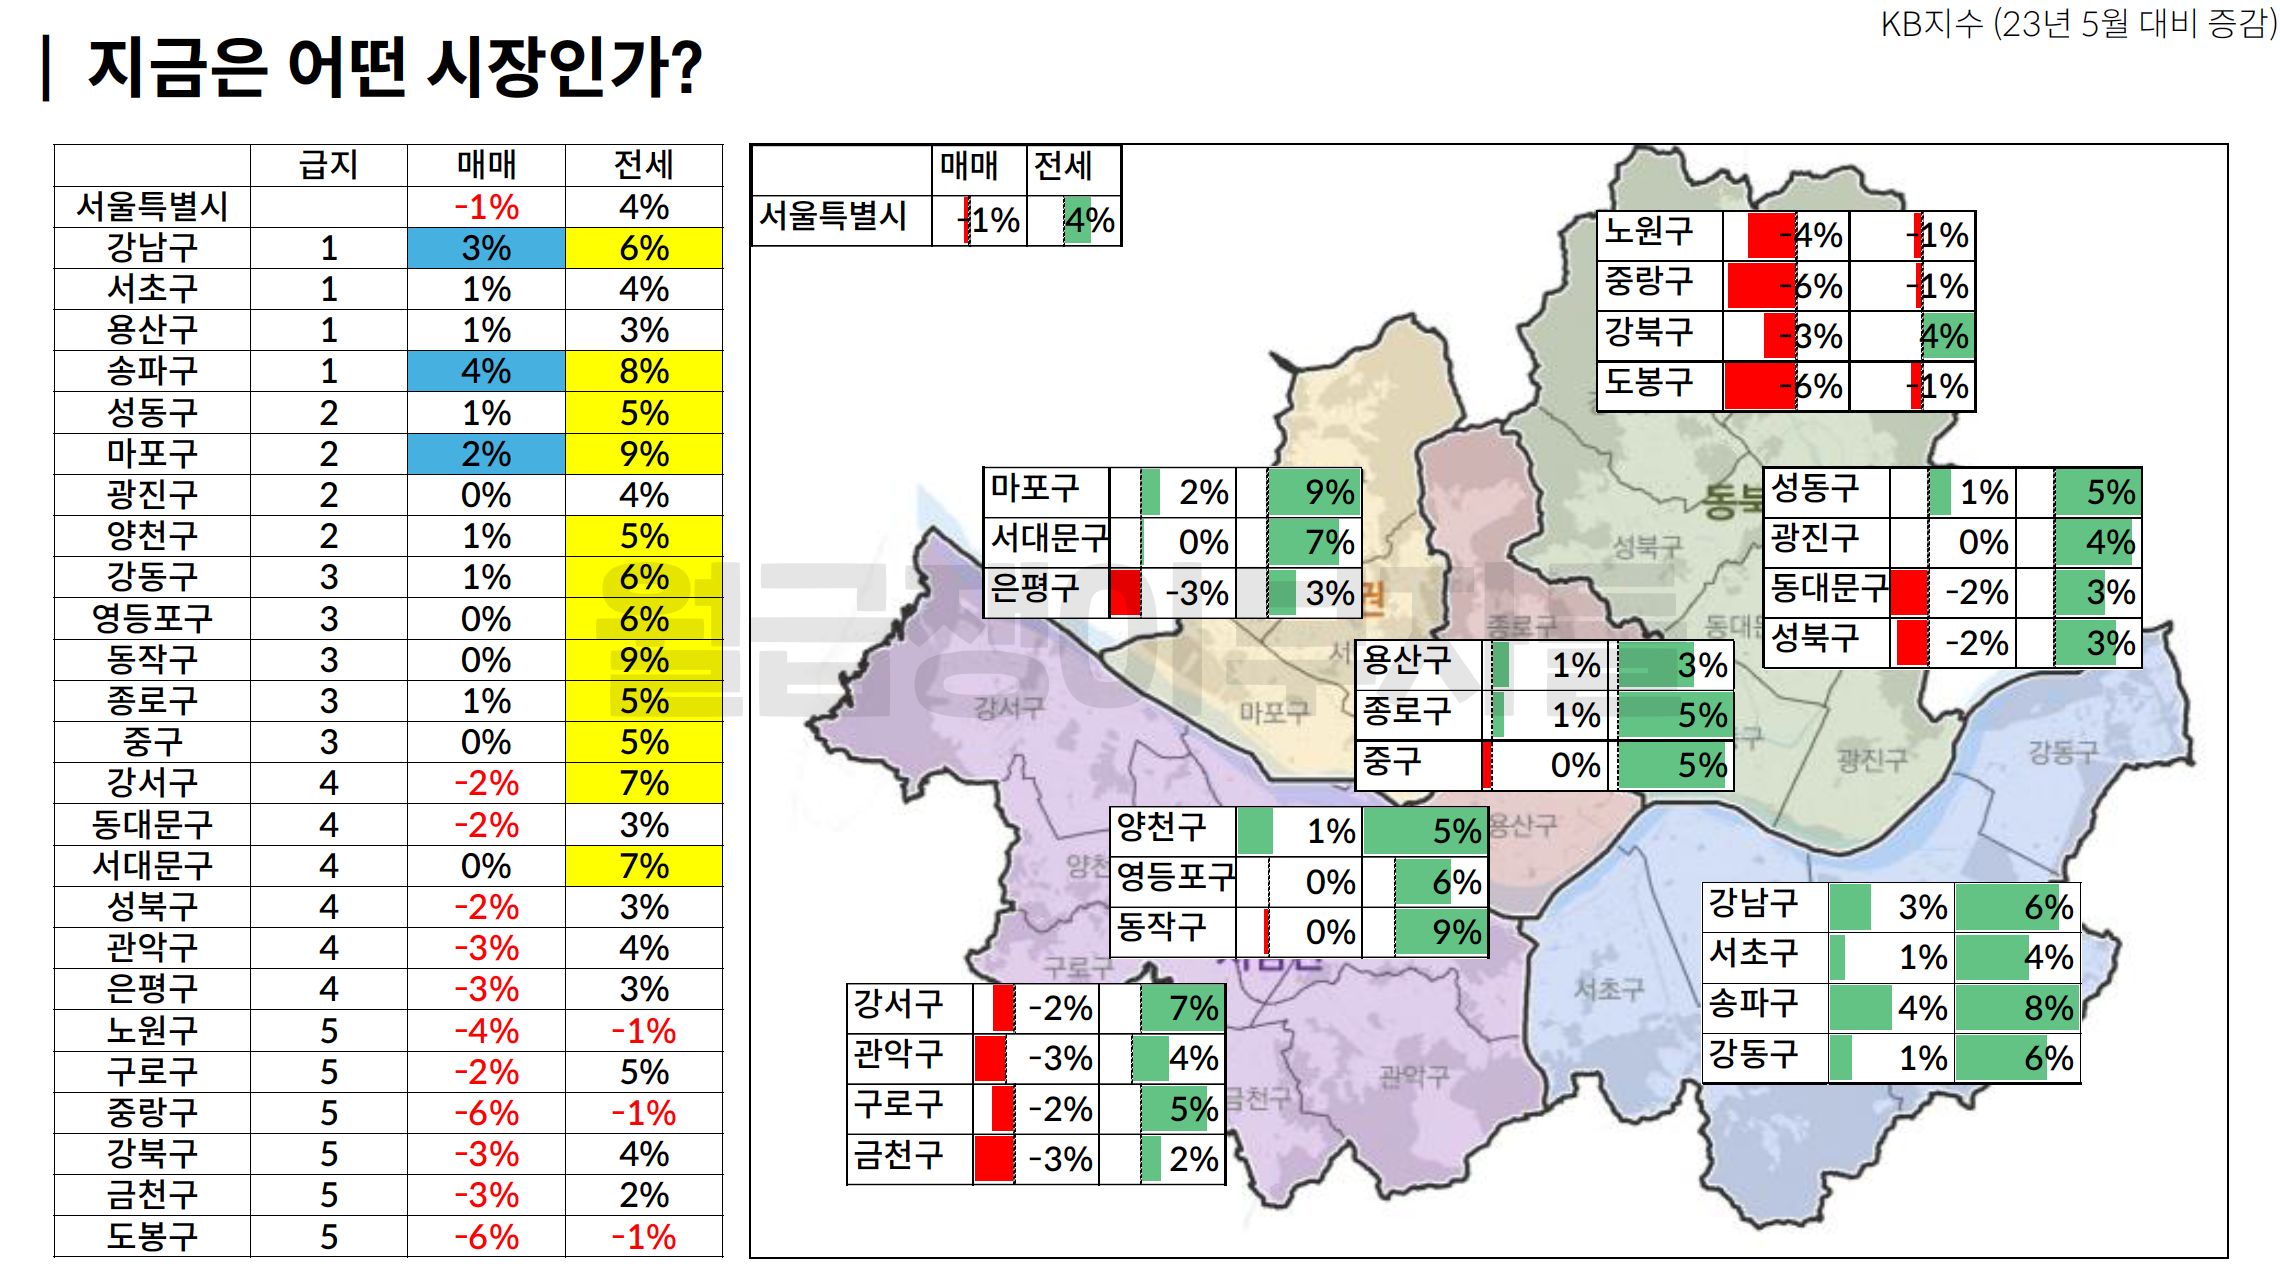 KB지수 (23년 5월 대비 증감)
| 지금은 어떤 시장인가?
급지 매매 전세
서울특별시 -1% 4%
강남구 1 3% 6%
서초구 1 1% 4%
용산구 1 1% 3%
송파구 1 4% 8%
성동구 2 1% 5%
마포구 2 2% 9%
광진구 2 0% 4%
양천구 2 1% 5%
강동구 3 1% 6%
영등포구 3 0% 6%
동작구 3 0% 9%
종로구 3 1% 5%
중구 3 0% 5%
강서구 4 -2% 7%
동대문구 4 -2% 3%
서대문구 4 0% 7%
성북구 4 -2% 3%
관악구 4 -3% 4%
은평구 4 -3% 3%
노원구 5 -4% -1%
구로구 5 -2% 5%
중랑구 5 -6% -1%
강북구 5 -3% 4%
금천구 5 -3% 2%
도봉구 5 -6% -1%
매매 전세
서울특별시 -1% 4%
노원구 -4% -1%
중랑구 -6% -1%
강북구 -3% 4%
도봉구 -6% -1%
마포구 2% 9%
서대문구 0% 7%
은평구 -3% 3%
성동구 1% 5%
광진구 0% 4%
동대문구 -2% 3%
성북구 -2% 3%
용산구 1% 3%
종로구 1% 5%
중구 0% 5%
양천구 1% 5%
영등포구 0% 6%
동작구 0% 9%
강남구 3% 6%
서초구 1% 4%
송파구 4% 8%
강동구 1% 6%
강서구 -2% 7%
관악구 -3% 4%
구로구 -2% 5%
금천구 -3% 2%
동북
성북구
권
종로구
동대문
서
강서구
마포구
구
강동구
광진구
용산구
양천
구로구
서초구
관악구
금천구
월급쟁이부자들